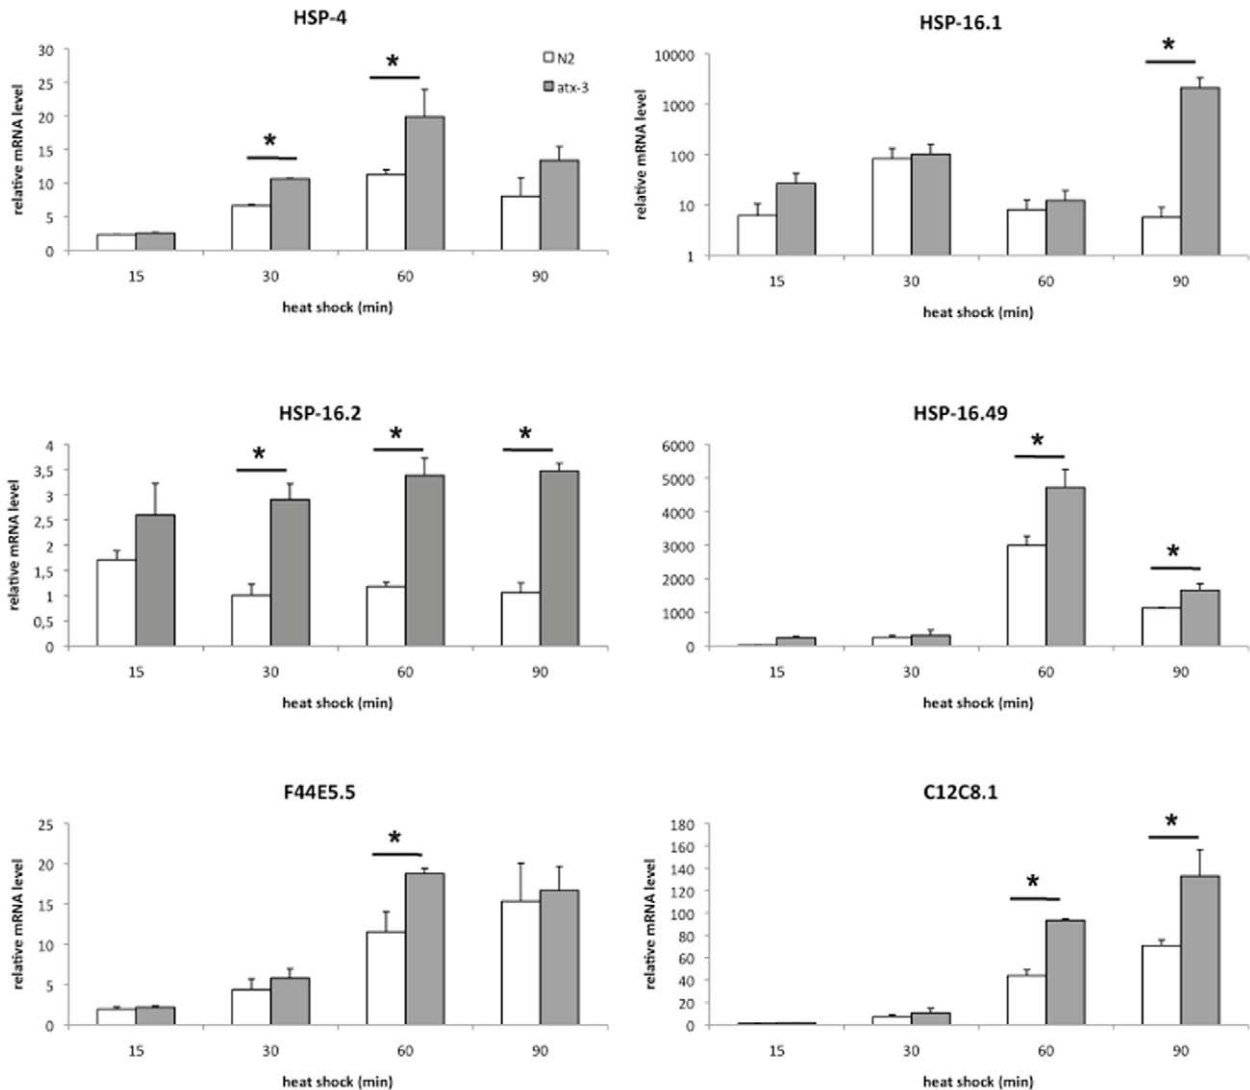 HSP-4
relative mRNA level
30
25
20
15
10
5
0
*
*
N2
atx-3
15 30 60 90
heat shock (min)
HSP-16.1
relative mRNA level
10000
1000
100
10
1
*
15 30 60 90
heat shock (min)
HSP-16.2
relative mRNA level
4
3,5
3
2,5
2
1,5
1
0,5
0
*
*
*
15 30 60 90
heat shock (min)
HSP-16.49
relative mRNA level
6000
5000
4000
3000
2000
1000
0
*
*
15 30 60 90
heat shock (min)
F44E5.5
relative mRNA level
25
20
15
10
5
0
*
15 30 60 90
heat shock (min)
C12C8.1
relative mRNA level
180
160
140
120
100
80
60
40
20
0
*
*
15 30 60 90
heat shock (min)